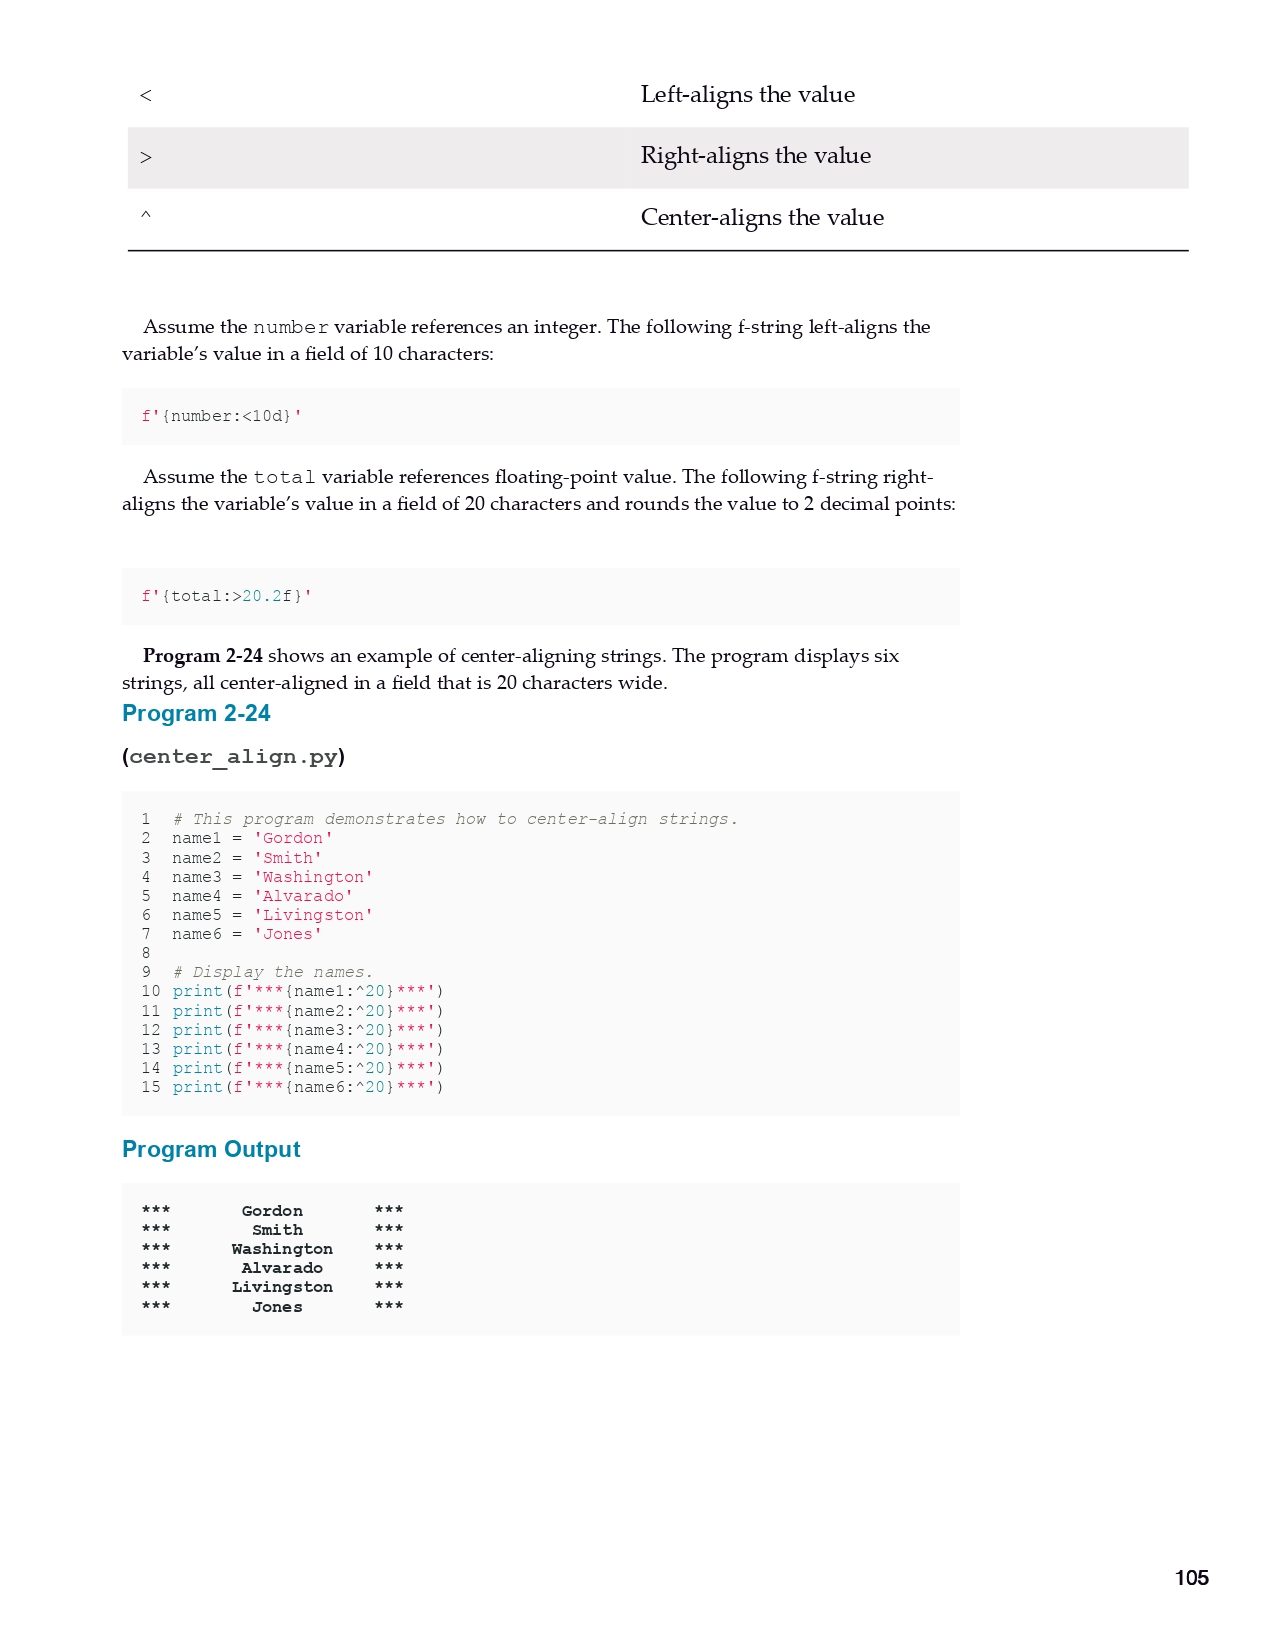 < Left-aligns the value
> Right-aligns the value
^ Center-aligns the value
Assume the number variable references an integer. The following f-string left-aligns the
variable’s value in a field of 10 characters:
f'{number:<10d}'
Assume the total variable references floating-point value. The following f-string right-
aligns the variable’s value in a field of 20 characters and rounds the value to 2 decimal points:
f'{total:>20.2f}'
Program 2-24 shows an example of center-aligning strings. The program displays six
strings, all center-aligned in a field that is 20 characters wide.
Program 2-24
(center_align.py)
1  # This program demonstrates how to center-align strings.
2  name1 = 'Gordon'
3  name2 = 'Smith'
4  name3 = 'Washington'
5  name4 = 'Alvarado'
6  name5 = 'Livingston'
7  name6 = 'Jones'
8
9  # Display the names.
10 print(f'***{name1:^20}***')
11 print(f'***{name2:^20}***')
12 print(f'***{name3:^20}***')
13 print(f'***{name4:^20}***')
14 print(f'***{name5:^20}***')
15 print(f'***{name6:^20}***')
Program Output
***       Gordon       ***
***        Smith       ***
***      Washington    ***
***       Alvarado     ***
***      Livingston    ***
***        Jones       ***
105